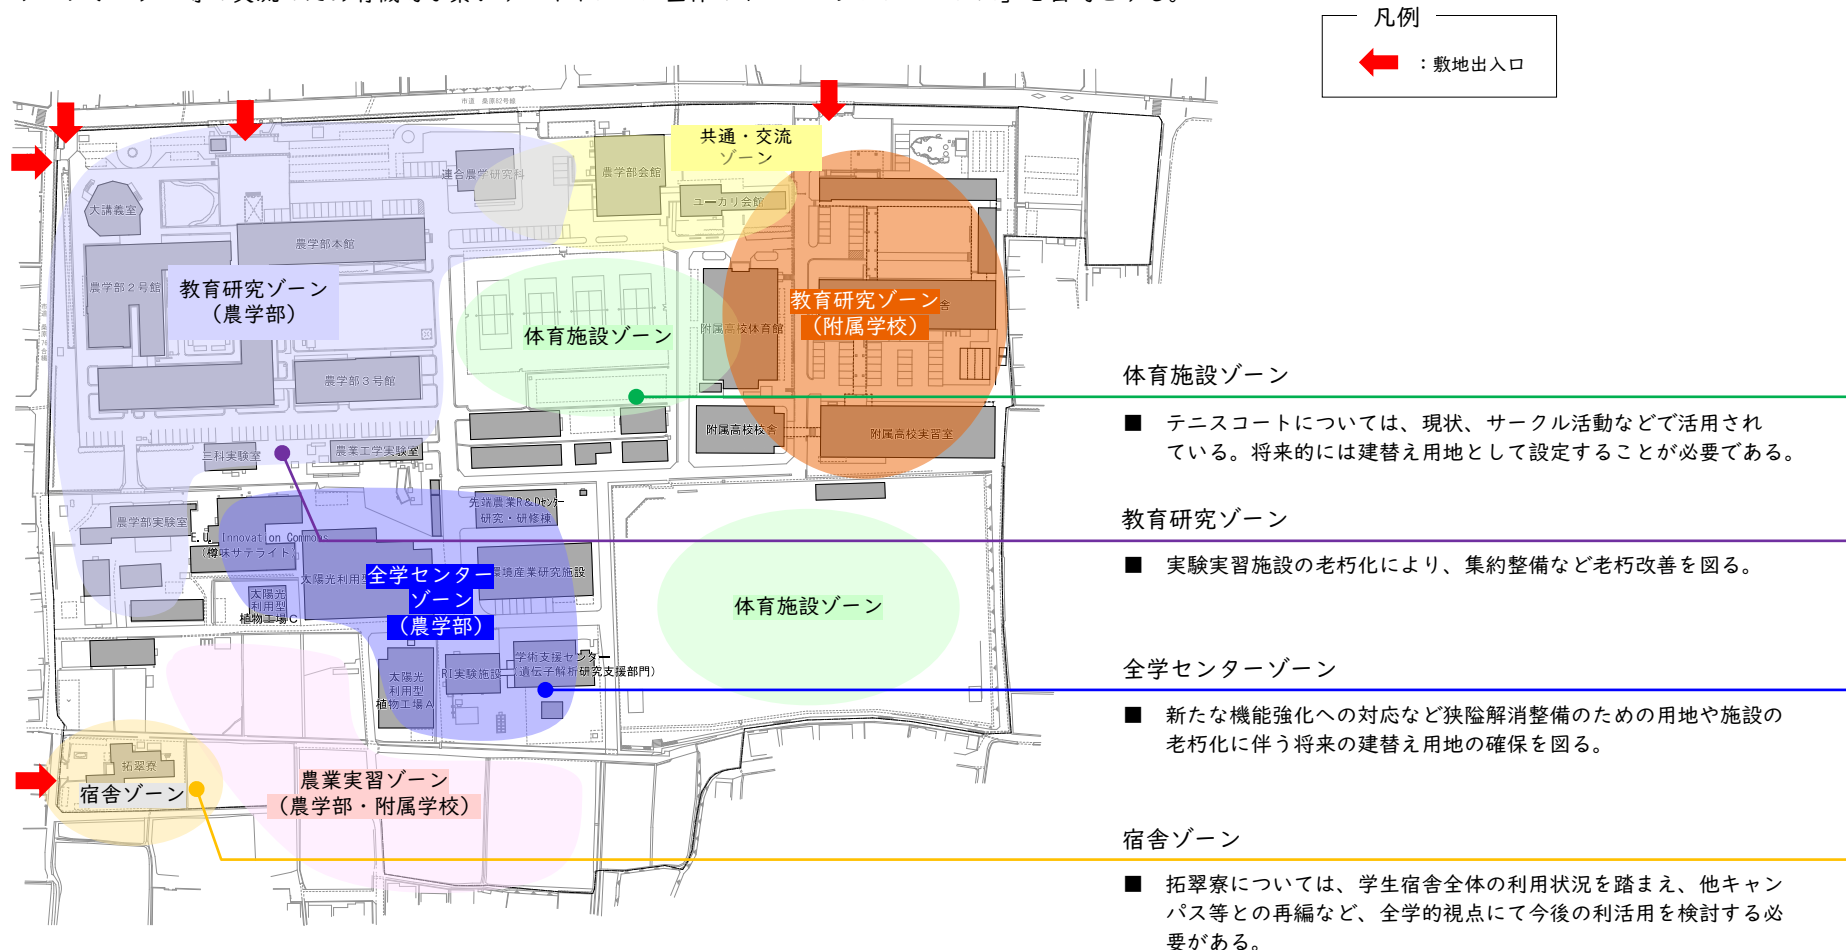 凡例
：敷地出入口
市道 桑原82号線
共通・交流
ゾーン
連合農学研究科
農学部会館
ユーカリ会館
大講義室
農学部本館
農学部２号館
教育研究ゾーン
（農学部）
体育施設ゾーン
附属高校体育館
教育研究ゾーン
（附属学校）
舎
農学部３号館
附属高校校舎
附属高校実習室
三科実験室
農業工学実験室
先端農業R&Dセンター
研究・研修棟
農学部実験室
E.U. Innovation Commons
（樽味サテライト）
太陽光利用型
全学センター
ゾーン
（農学部）
環境産業研究施設
太陽光
利用型
植物工場C
体育施設ゾーン
学術支援センター
（遺伝子解析研究支援部門）
RI実験施設
太陽光
利用型
植物工場A
拓翠寮
宿舎ゾーン
農業実習ゾーン
（農学部・附属学校）
体育施設ゾーン
■ テニスコートについては、現状、サークル活動などで活用され
ている。将来的には建替え用地として設定することが必要である。
教育研究ゾーン
■ 実験実習施設の老朽化により、集約整備など老朽改善を図る。
全学センターゾーン
■ 新たな機能強化への対応など狭隘解消整備のための用地や施設の
老朽化に伴う将来の建替え用地の確保を図る。
宿舎ゾーン
■ 拓翠寮については、学生宿舎全体の利用状況を踏まえ、他キャン
パス等との再編など、全学的視点にて今後の利活用を検討する必
要がある。